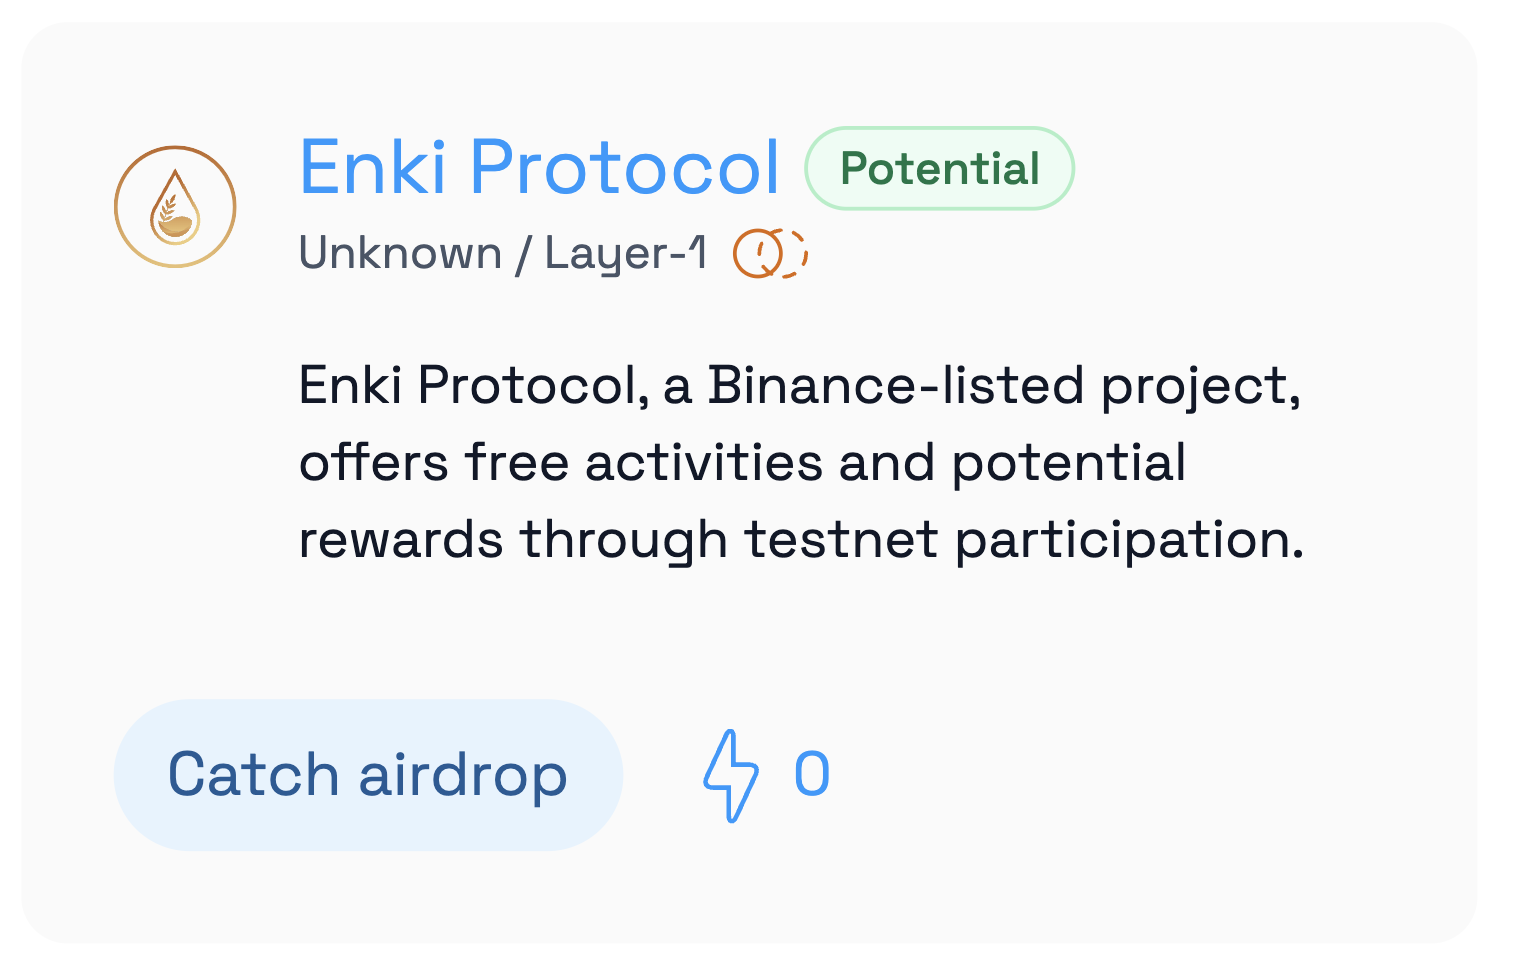 Enki Protocol Potential
Unknown / Layer-1
Enki Protocol, a Binance-listed project,
offers free activities and potential
rewards through testnet participation.
Catch airdrop 0